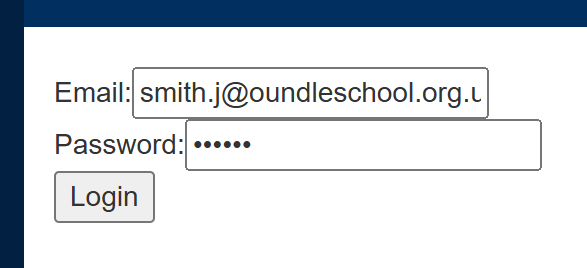 Email: smith.j@oundleschool.org.u
Password: ••••••
Login